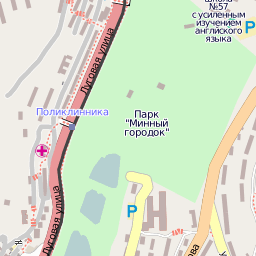 №57
с усиленным
изучением
английского
языка
P
Луговая улица
Поликлинника
Парк
"Минный
городок"
P
Луговая улица